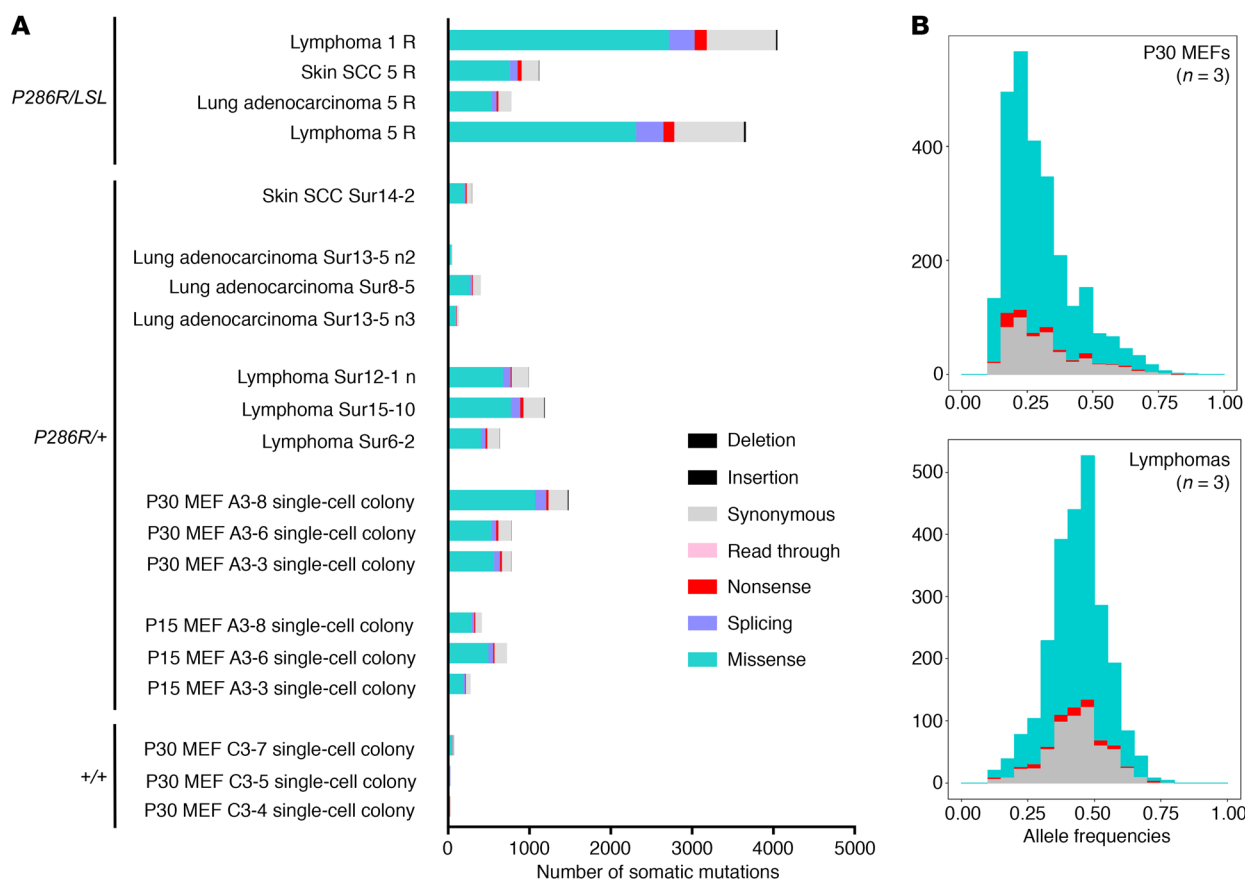 A
P286R/LSL
Lymphoma 1 R
Skin SCC 5 R
Lung adenocarcinoma 5 R
Lymphoma 5 R
P286R/+
Skin SCC Sur14-2
Lung adenocarcinoma Sur13-5 n2
Lung adenocarcinoma Sur8-5
Lung adenocarcinoma Sur13-5 n3
Lymphoma Sur12-1 n
Lymphoma Sur15-10
Lymphoma Sur6-2
P30 MEF A3-8 single-cell colony
P30 MEF A3-6 single-cell colony
P30 MEF A3-3 single-cell colony
P15 MEF A3-8 single-cell colony
P15 MEF A3-6 single-cell colony
P15 MEF A3-3 single-cell colony
+/+
P30 MEF C3-7 single-cell colony
P30 MEF C3-5 single-cell colony
P30 MEF C3-4 single-cell colony
Deletion
Insertion
Synonymous
Read through
Nonsense
Splicing
Missense
0 1000 2000 3000 4000 5000
Number of somatic mutations
B
P30 MEFs
(n = 3)
400
200
0
0.00 0.25 0.50 0.75 1.00
Lymphomas
(n = 3)
500
400
300
200
100
0
0.00 0.25 0.50 0.75 1.00
Allele frequencies